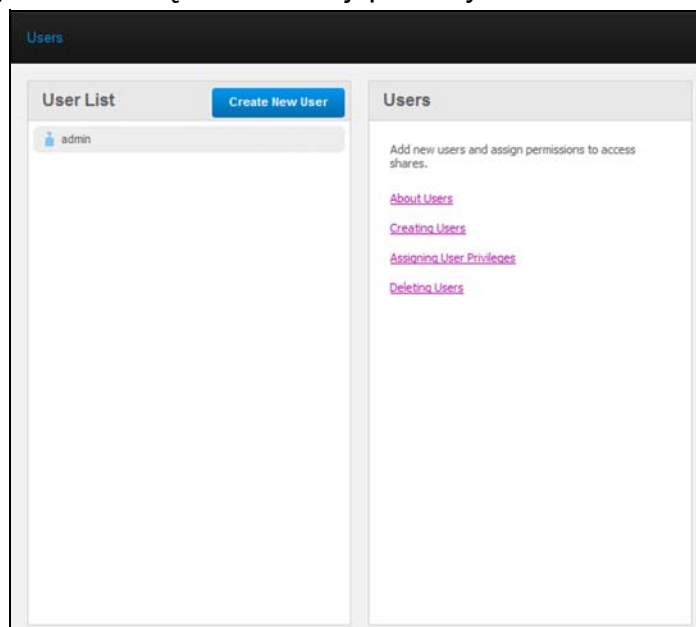 Users
User List
Create New User
admin
Users
Add new users and assign permissions to access
shares.
About Users
Creating Users
Assigning User Privileges
Deleting Users